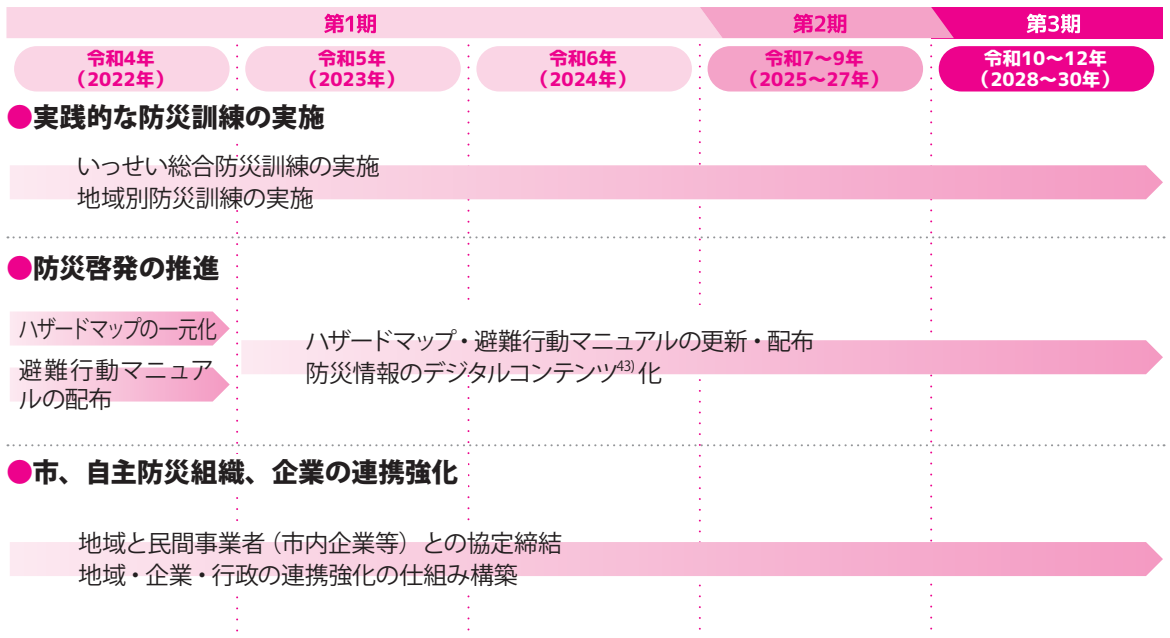 第1期 第2期 第3期
令和4年 令和5年 令和6年 令和7〜9年 令和10〜12年
（2022年） （2023年） （2024年） （2025〜27年） （2028〜30年）
●実践的な防災訓練の実施
いっせい総合防災訓練の実施
地域別防災訓練の実施
●防災啓発の推進
ハザードマップの一元化
避難行動マニュア
ルの配布
ハザードマップ・避難行動マニュアルの更新・配布
防災情報のデジタルコンテンツ43)化
●市、自主防災組織、企業の連携強化
地域と民間事業者（市内企業等）との協定締結
地域・企業・行政の連携強化の仕組み構築